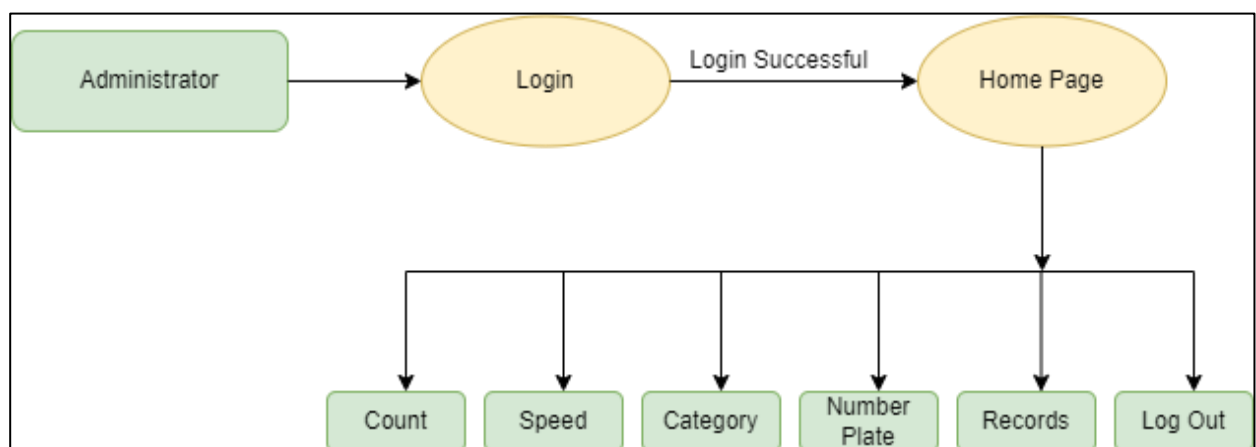 Administrator
Login
Login Successful
Home Page
Count
Speed
Category
Number
Plate
Records
Log Out